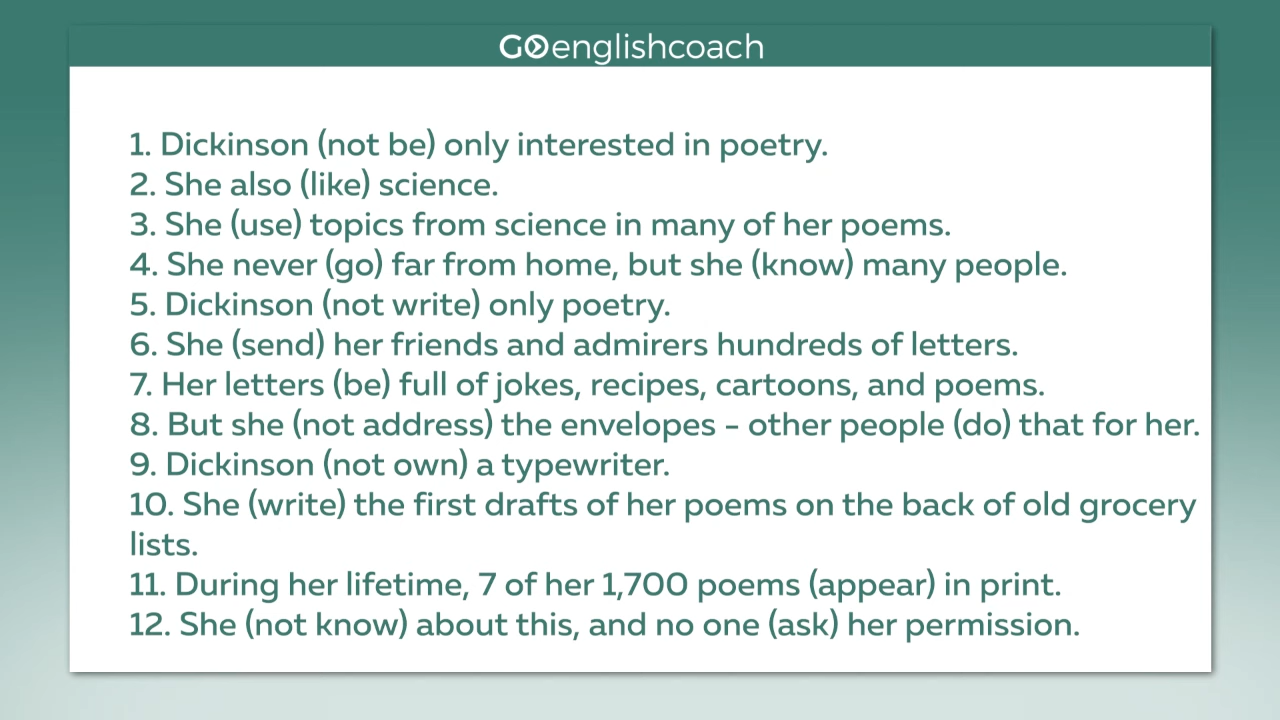 GO englishcoach
1. Dickinson (not be) only interested in poetry.
2. She also (like) science.
3. She (use) topics from science in many of her poems.
4. She never (go) far from home, but she (know) many people.
5. Dickinson (not write) only poetry.
6. She (send) her friends and admirers hundreds of letters.
7. Her letters (be) full of jokes, recipes, cartoons, and poems.
8. But she (not address) the envelopes - other people (do) that for her.
9. Dickinson (not own) a typewriter.
10. She (write) the first drafts of her poems on the back of old grocery
lists.
11. During her lifetime, 7 of her 1,700 poems (appear) in print.
12. She (not know) about this, and no one (ask) her permission.